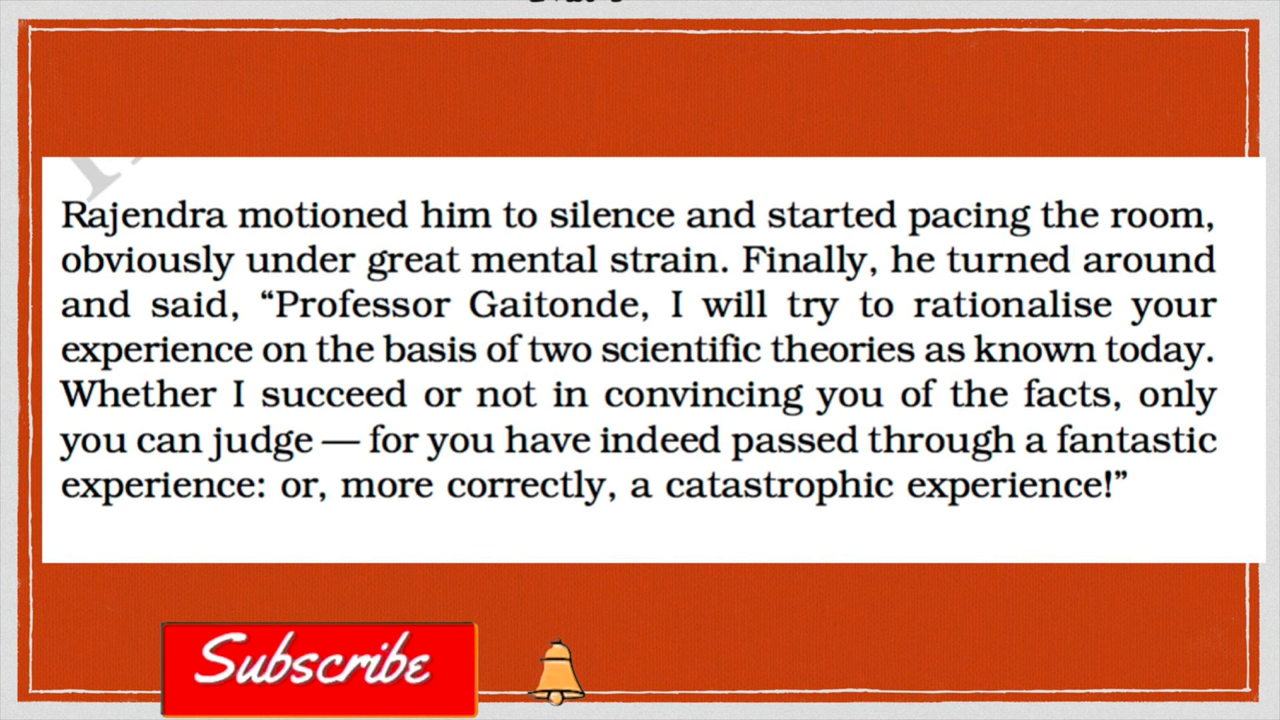 Rajendra motioned him to silence and started pacing the room,
obviously under great mental strain. Finally, he turned around
and said, “Professor Gaitonde, I will try to rationalise your
experience on the basis of two scientific theories as known today.
Whether I succeed or not in convincing you of the facts, only
you can judge — for you have indeed passed through a fantastic
experience: or, more correctly, a catastrophic experience!”
Subscribe